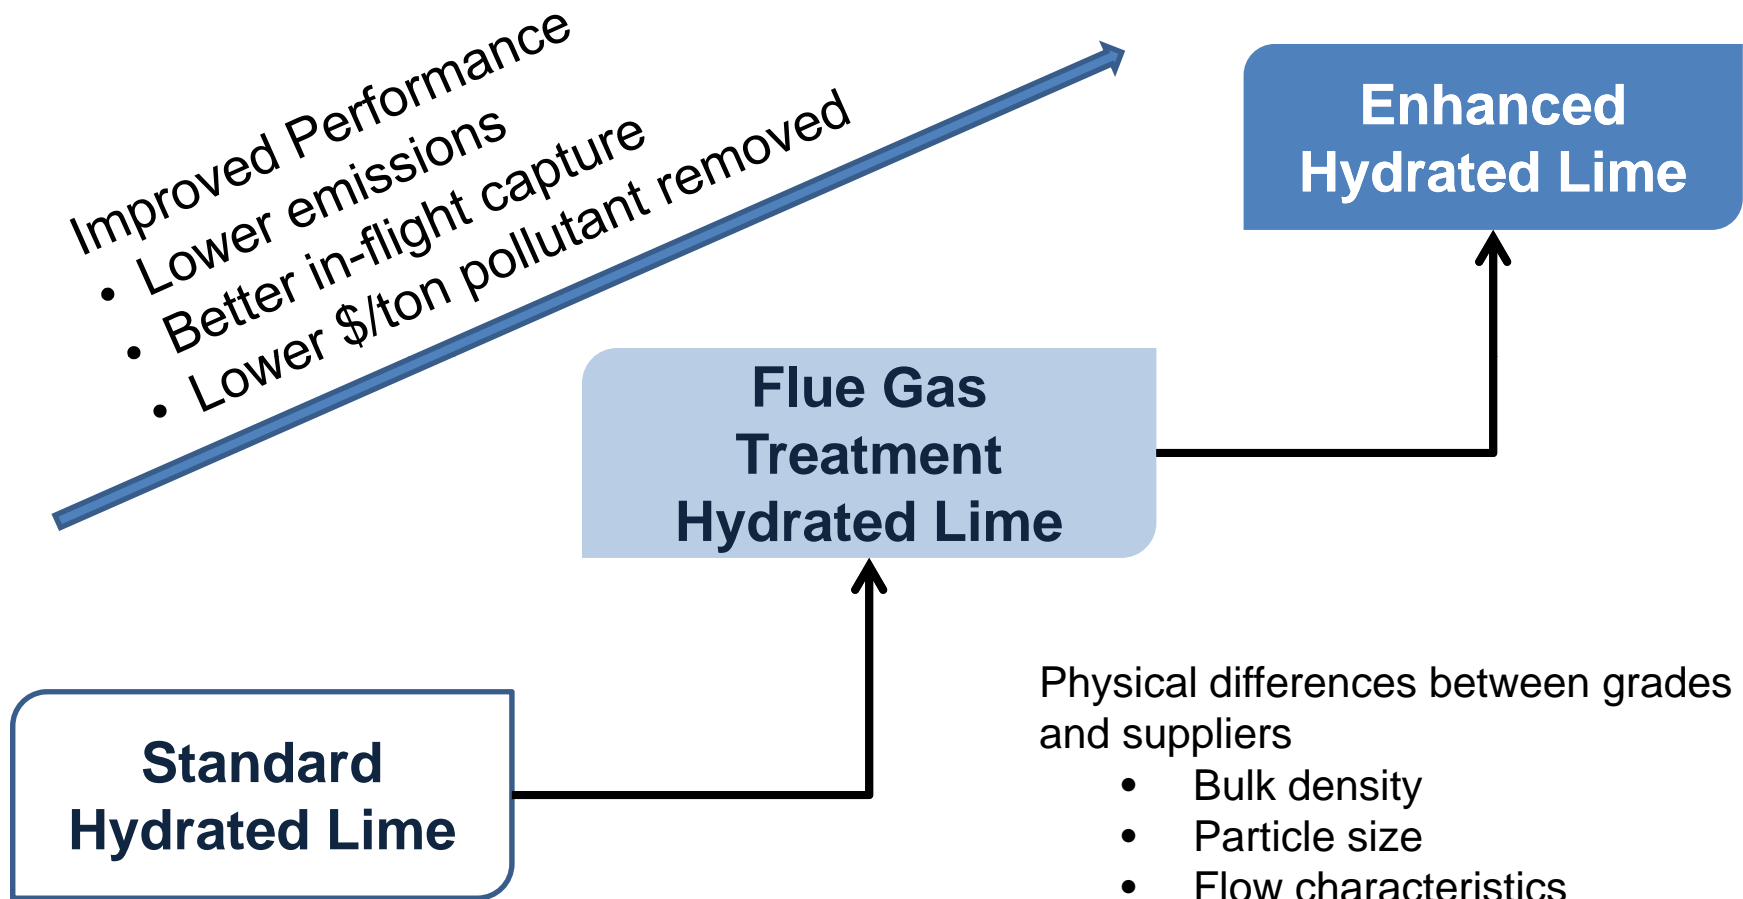 Improved Performance
• Lower emissions
• Better in-flight capture
• Lower $/ton pollutant removed
Enhanced
Hydrated Lime
Flue Gas
Treatment
Hydrated Lime
Standard
Hydrated Lime
Physical differences between grades
and suppliers
• Bulk density
• Particle size
• Flow characteristics